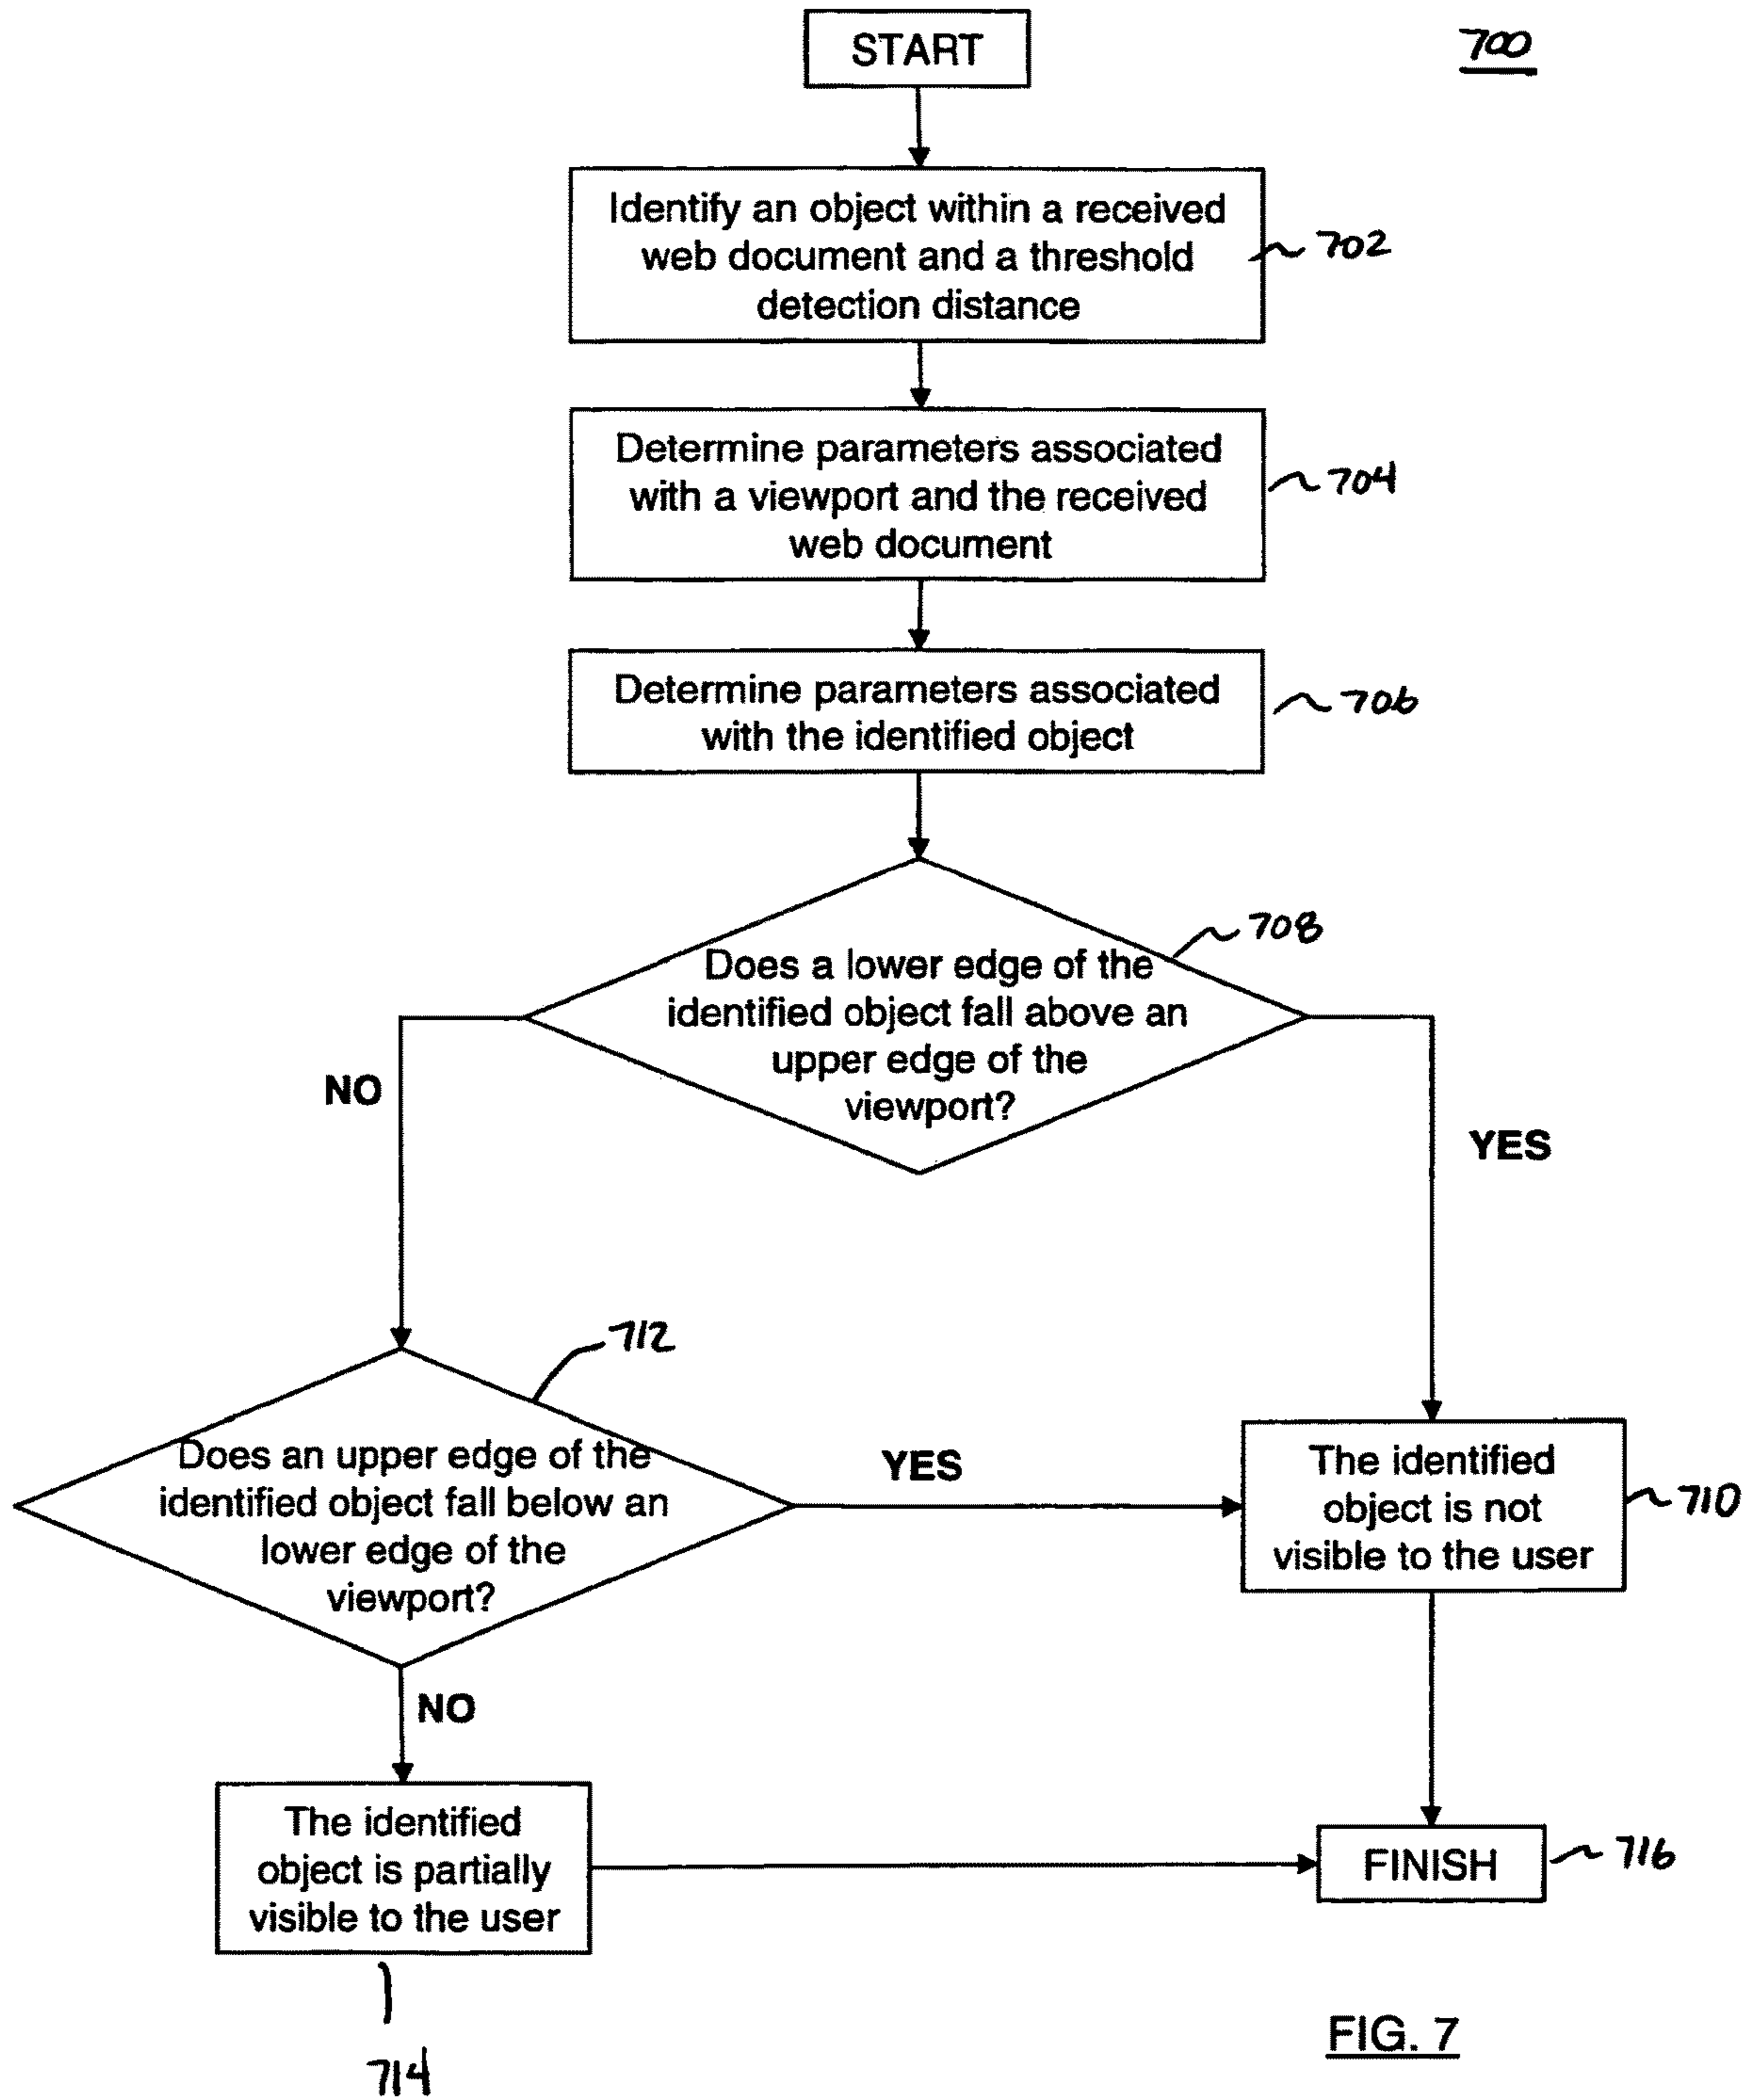 START
700
Identify an object within a received
web document and a threshold
detection distance
702
Determine parameters associated
with a viewport and the received
web document
704
Determine parameters associated
with the identified object
706
708
Does a lower edge of the
identified object fall above an
upper edge of the
viewport?
NO
YES
712
Does an upper edge of the
identified object fall below an
lower edge of the
viewport?
YES
The identified
object is not
visible to the user
710
NO
The identified
object is partially
visible to the user
FINISH
716
714
FIG. 7